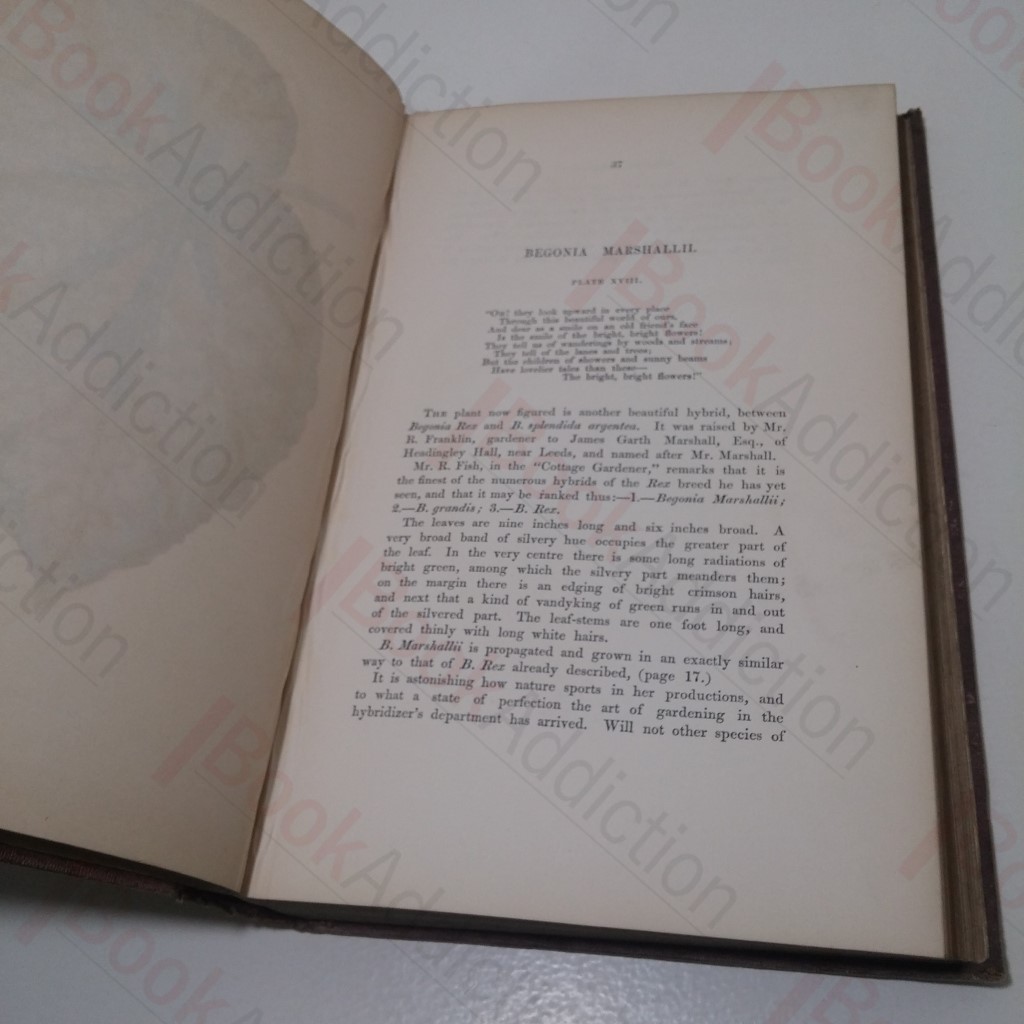 37
BEGONIA MARSHALLII.
PLATE XVIII.
"Oh! they look upward in every place
Through this beautiful world of ours,
And dear as a smile on an old friend's face
Is the smile of the bright, bright flowers!
They tell us of wanderings by woods and streams;
They tell of the lanes and trees;
But the children of showers and sunny beams
Have lovelier tales than these—
The bright, bright flowers!"
THE plant now figured is another beautiful hybrid, between
Begonia Rex and B. splendida argentea. It was raised by Mr.
R. Franklin, gardener to James Garth Marshall, Esq., of
Headingley Hall, near Leeds, and named after Mr. Marshall.
Mr. R. Fish, in the "Cottage Gardener," remarks that it is
the finest of the numerous hybrids of the Rex breed he has yet
seen, and that it may be ranked thus:—1.—Begonia Marshallii;
2.—B. grandis; 3.—B. Rex.
The leaves are nine inches long and six inches broad. A
very broad band of silvery hue occupies the greater part of
the leaf. In the very centre there is some long radiations of
bright green, among which the silvery part meanders them;
on the margin there is an edging of bright crimson hairs,
and next that a kind of vandyking of green runs in and out
of the silvered part. The leaf-stems are one foot long, and
covered thinly with long white hairs.
B. Marshallii is propagated and grown in an exactly similar
way to that of B. Rex already described, (page 17.)
It is astonishing how nature sports in her productions, and
to what a state of perfection the art of gardening in the
hybridizer's department has arrived. Will not other species of
BookAddiction
BookAddiction
BookAddiction
BookAddiction
BookAddiction
BookAddiction